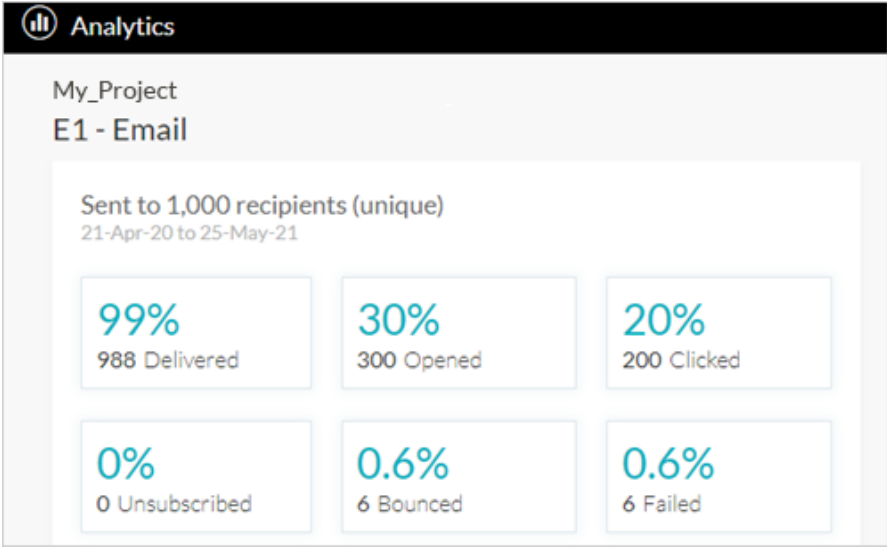 Analytics
My_Project
E1 - Email
Sent to 1,000 recipients (unique)
21-Apr-20 to 25-May-21
99%
988 Delivered
30%
300 Opened
20%
200 Clicked
0%
0 Unsubscribed
0.6%
6 Bounced
0.6%
6 Failed